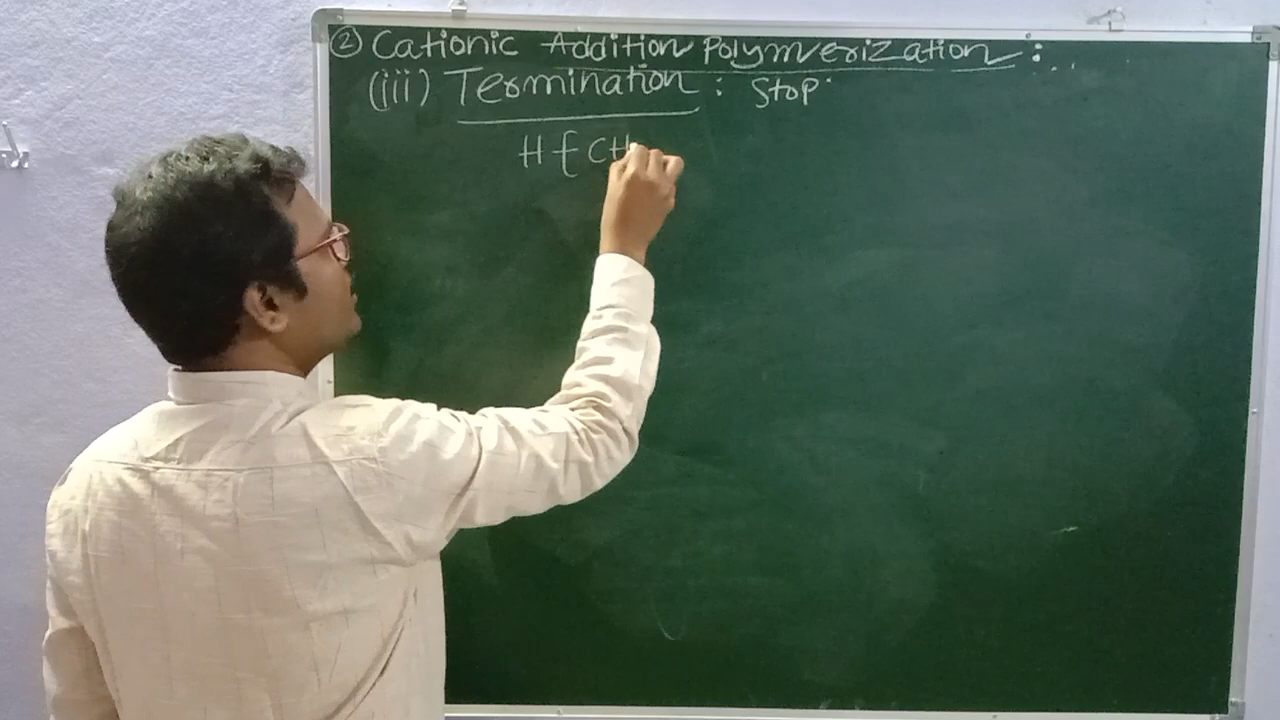 ② Cationic Addition Polymerization :
(iii) Termination : Stop
H ( CH